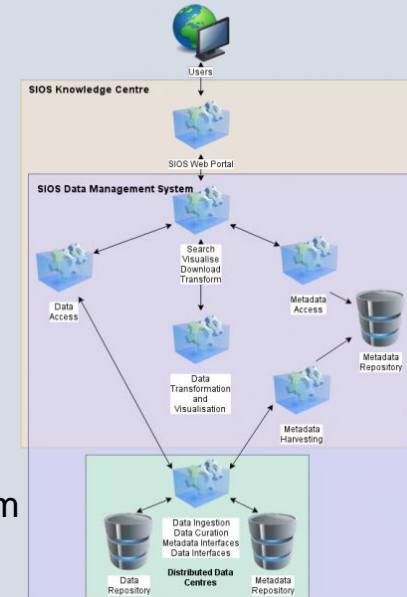 Users
SIOS Knowledge Centre
SIOS Web Portal
SIOS Data Management System
Search
Visualise
Download
Transform
Data
Access
Metadata
Access
Metadata
Repository
Data
Transformation
and
Visualisation
Metadata
Harvesting
m
Data Ingestion
Data Curation
Metadata Interfaces
Data Interfaces
Distributed Data
Centres
Data
Repository
Metadata
Repository